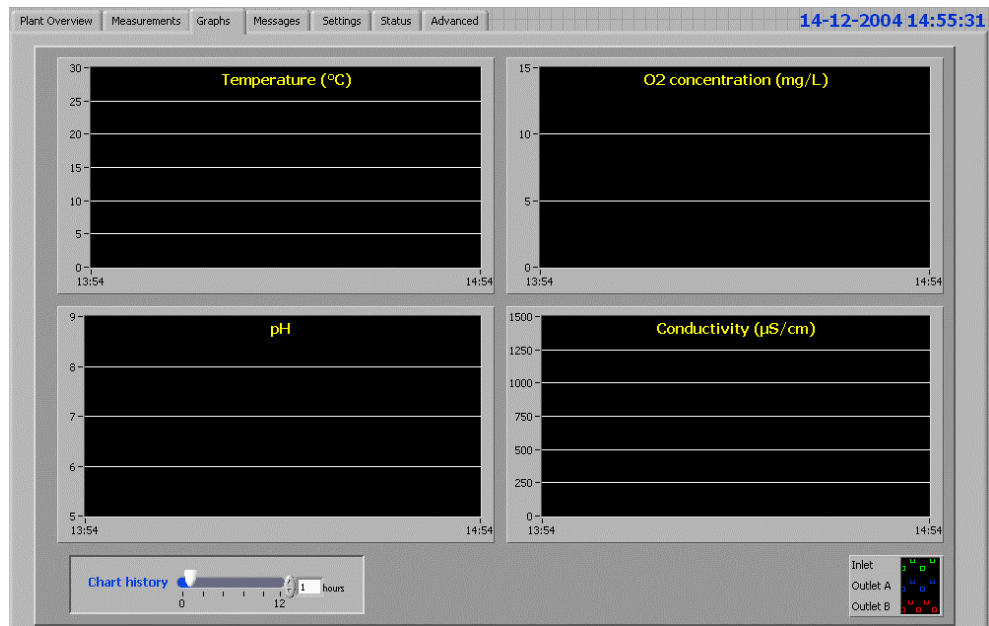 Plant Overview Measurements Graphs Messages Settings Status Advanced
14-12-2004 14:55:31
Temperature (°C)
30
25
20
15
10
5
0
13:54 14:54
O2 concentration (mg/L)
15
10
5
0
13:54 14:54
pH
9
8
7
6
5
13:54 14:54
Conductivity (µS/cm)
1500
1250
1000
750
500
250
0
13:54 14:54
Chart history
0 12
1 hours
Inlet
Outlet A
Outlet B